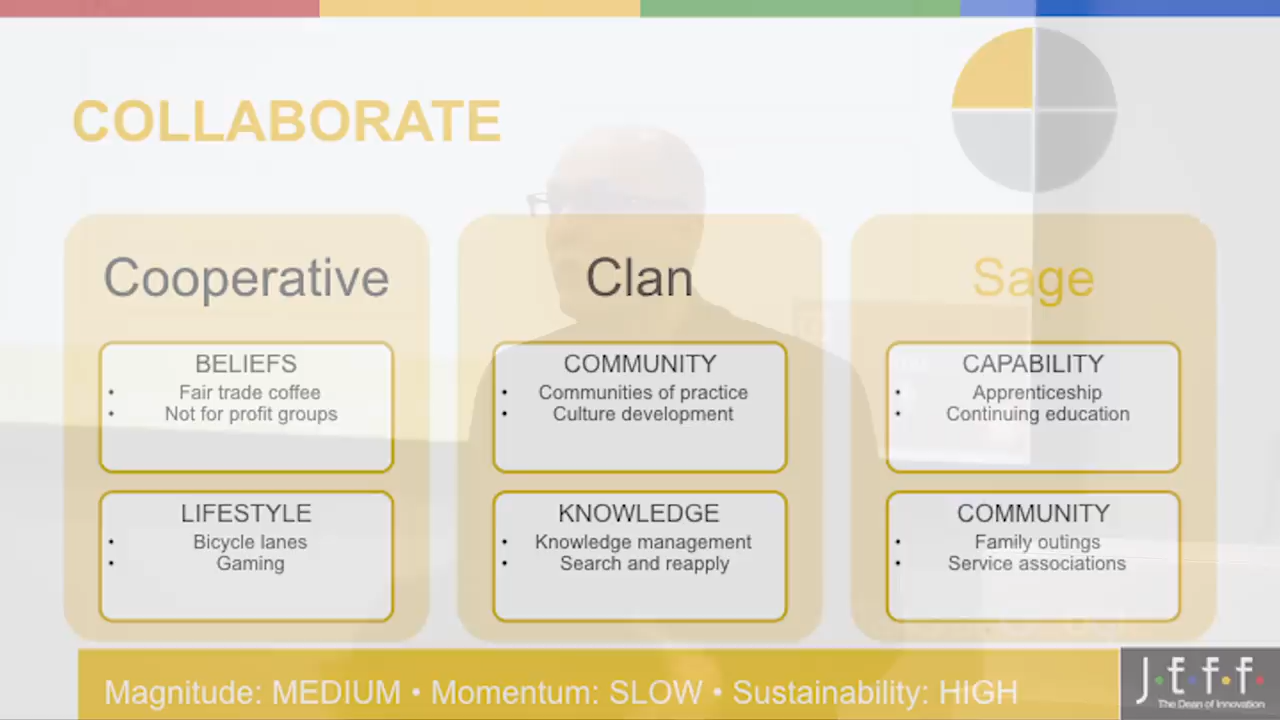 COLLABORATE
Cooperative
BELIEFS
• Fair trade coffee
• Not for profit groups
LIFESTYLE
• Bicycle lanes
• Gaming
Clan
COMMUNITY
• Communities of practice
• Culture development
KNOWLEDGE
• Knowledge management
• Search and reapply
Sage
CAPABILITY
• Apprenticeship
• Continuing education
COMMUNITY
• Family outings
• Service associations
Magnitude: MEDIUM • Momentum: SLOW • Sustainability: HIGH
J•e•f•f•
The Dean of Innovation